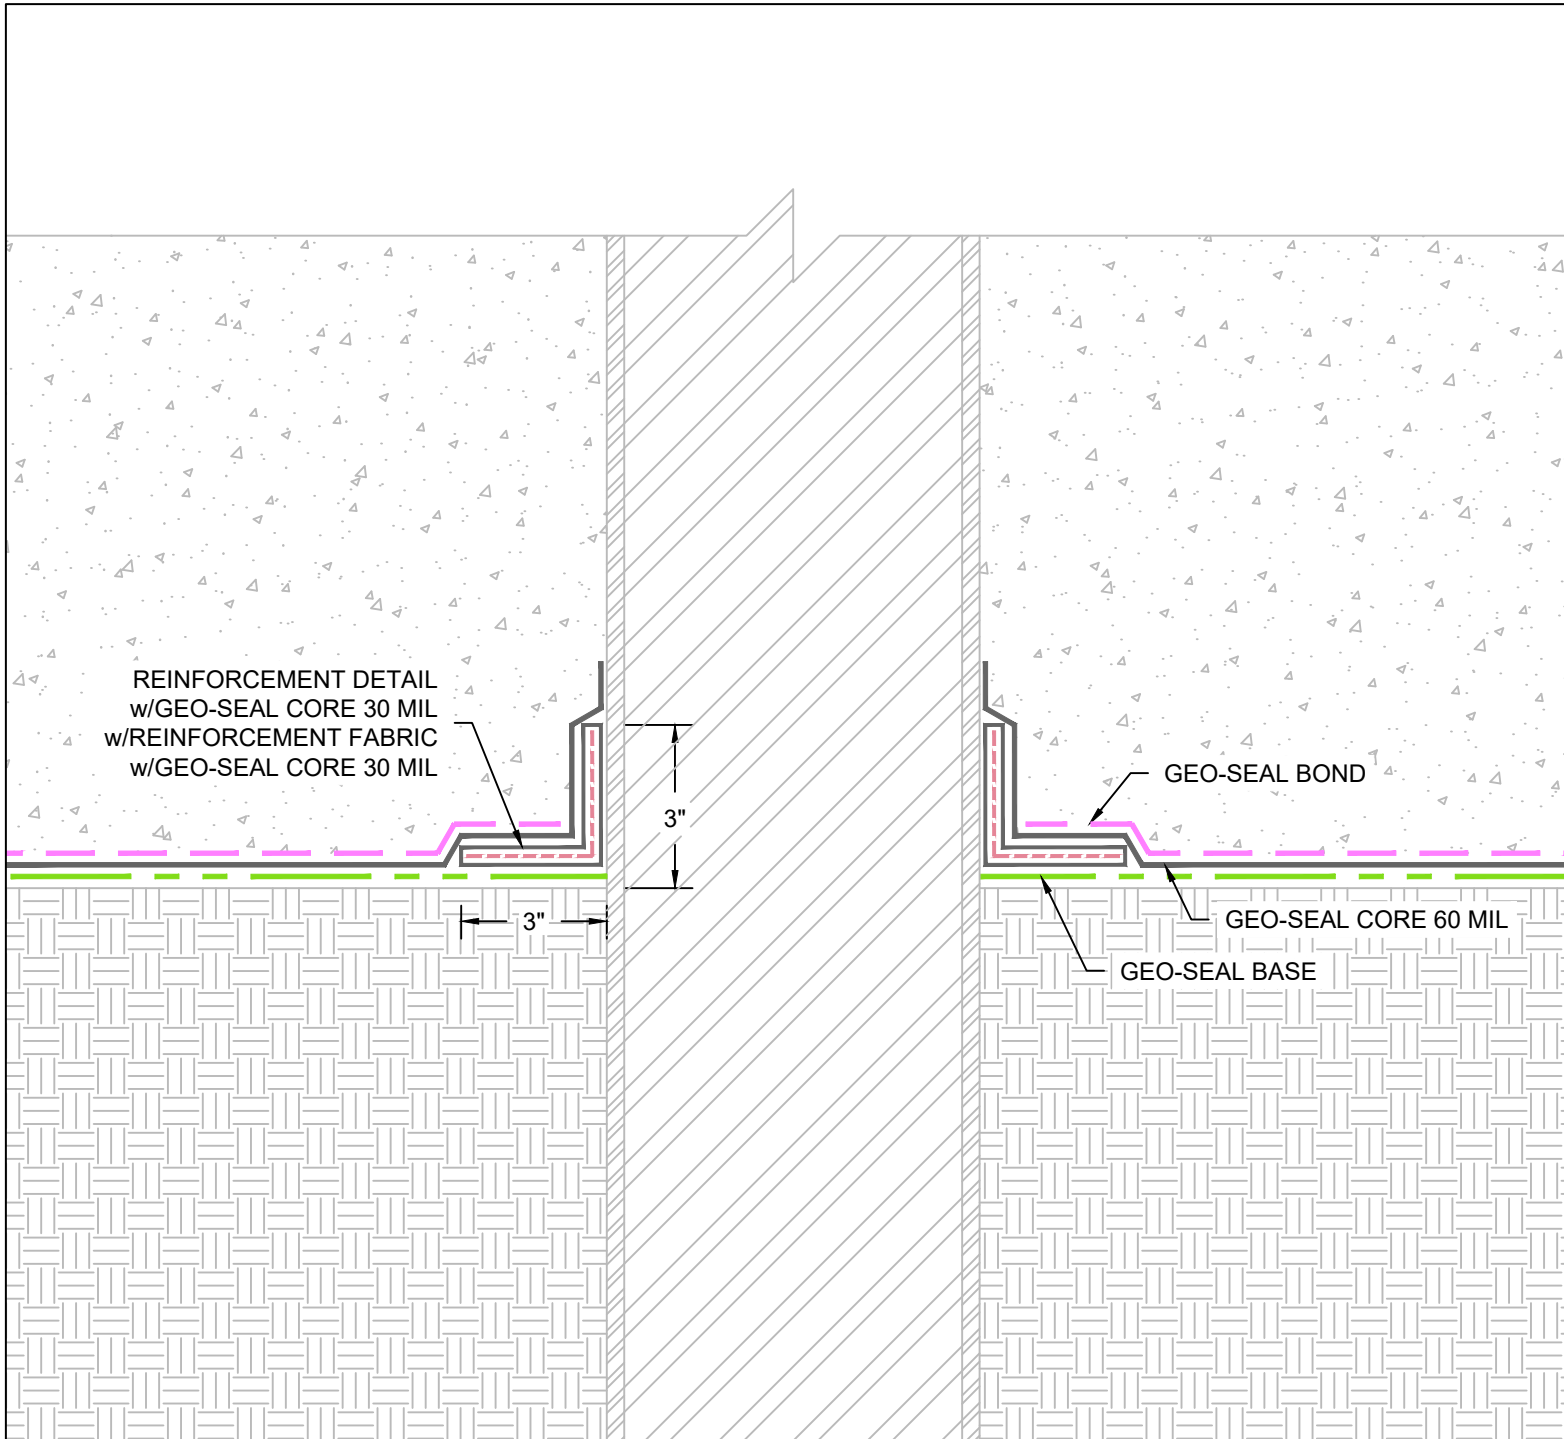 REINFORCEMENT DETAIL
w/GEO-SEAL CORE 30 MIL
w/REINFORCEMENT FABRIC
w/GEO-SEAL CORE 30 MIL
3"
3"
GEO-SEAL BOND
GEO-SEAL CORE 60 MIL
GEO-SEAL BASE